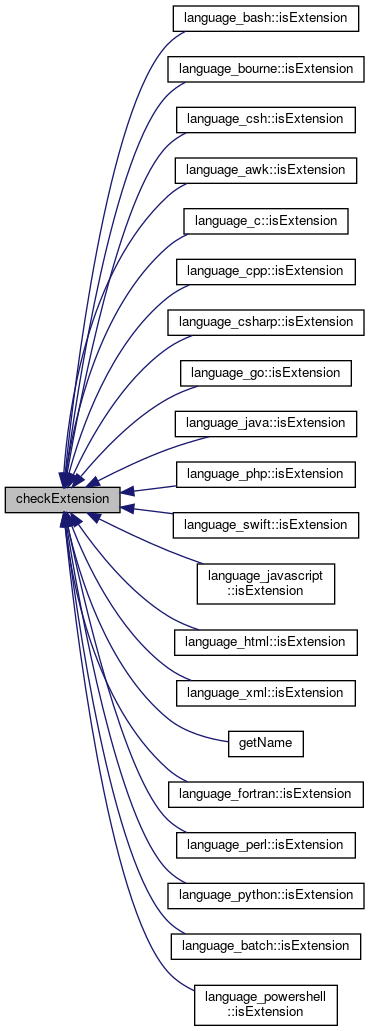 language_bash::isExtension
language_bourne::isExtension
language_csh::isExtension
language_awk::isExtension
language_c::isExtension
language_cpp::isExtension
language_csharp::isExtension
language_go::isExtension
language_java::isExtension
language_php::isExtension
checkExtension
language_swift::isExtension
language_javascript
::isExtension
language_html::isExtension
language_xml::isExtension
getName
language_fortran::isExtension
language_perl::isExtension
language_python::isExtension
language_batch::isExtension
language_powershell
::isExtension